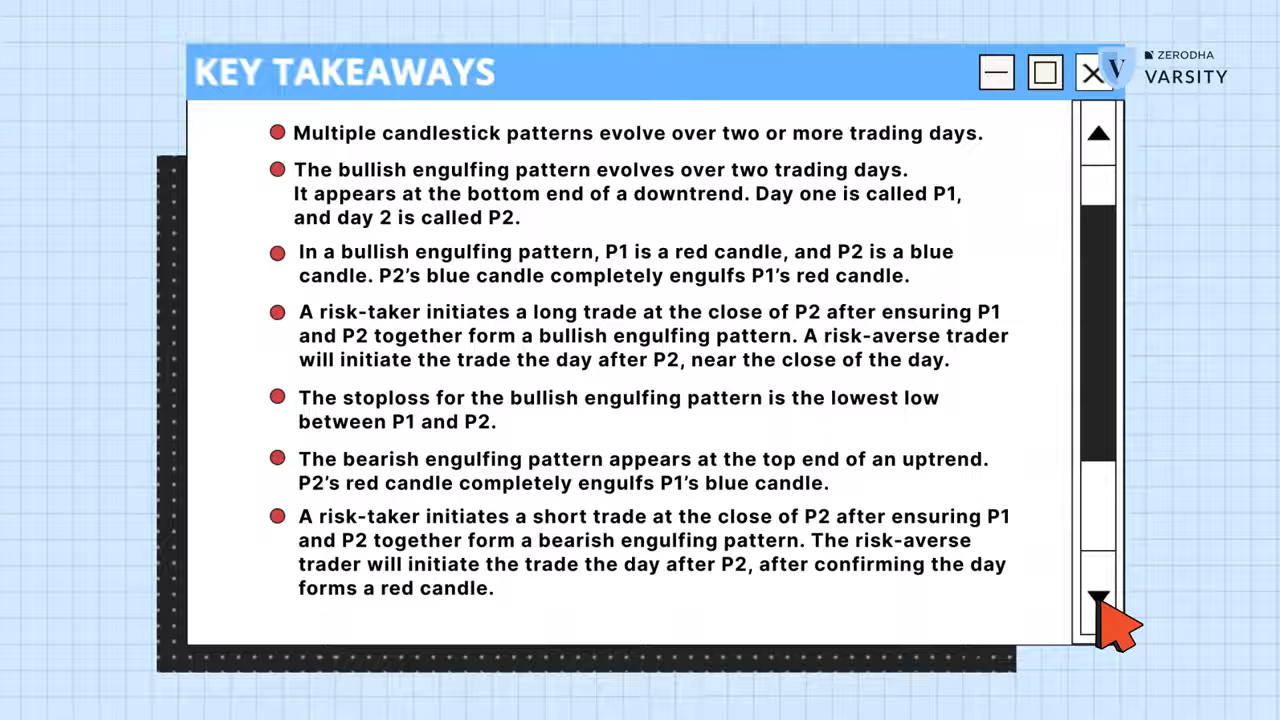 KEY TAKEAWAYS
ZERODHA
VARSITY
V
Multiple candlestick patterns evolve over two or more trading days.
The bullish engulfing pattern evolves over two trading days.
It appears at the bottom end of a downtrend. Day one is called P1,
and day 2 is called P2.
In a bullish engulfing pattern, P1 is a red candle, and P2 is a blue
candle. P2’s blue candle completely engulfs P1’s red candle.
A risk-taker initiates a long trade at the close of P2 after ensuring P1
and P2 together form a bullish engulfing pattern. A risk-averse trader
will initiate the trade the day after P2, near the close of the day.
The stoploss for the bullish engulfing pattern is the lowest low
between P1 and P2.
The bearish engulfing pattern appears at the top end of an uptrend.
P2’s red candle completely engulfs P1’s blue candle.
A risk-taker initiates a short trade at the close of P2 after ensuring P1
and P2 together form a bearish engulfing pattern. The risk-averse
trader will initiate the trade the day after P2, after confirming the day
forms a red candle.